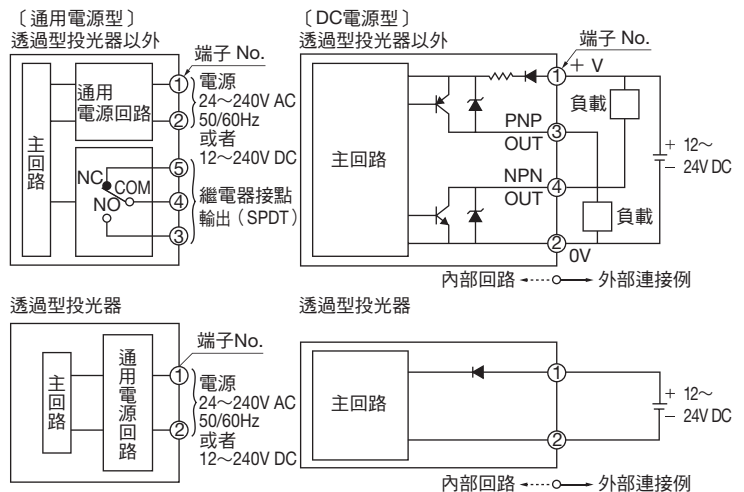 〔通用電源型〕
透過型投光器以外
端子 No.
主回路
通用
電源回路
NC
COM
NO
①
②
⑤
④
③
電源
24～240V AC
50/60Hz
或者
12～240V DC
繼電器接點
輸出（SPDT）
〔DC電源型〕
透過型投光器以外
端子 No.
主回路
①
＋ V
PNP
OUT
③
NPN
OUT
④
②
0V
負載
負載
+ 12～
− 24V DC
內部回路
外部連接例
透過型投光器
端子No.
主回路
通用電源回路
①
②
電源
24～240V AC
50/60Hz
或者
12～240V DC
透過型投光器
主回路
①
②
+ 12～
− 24V DC
內部回路
外部連接例